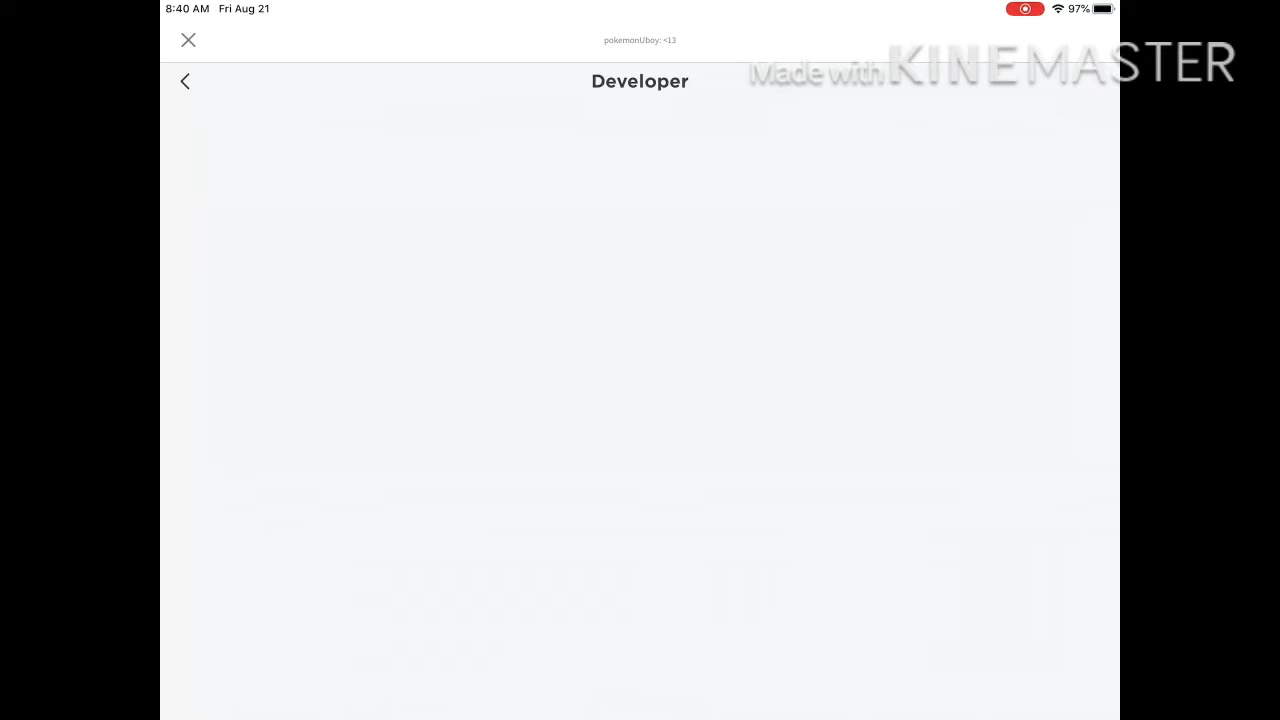 8:40 AM Fri Aug 21
97%
pokemonUboy: <13
Made with KINEMASTER
Developer